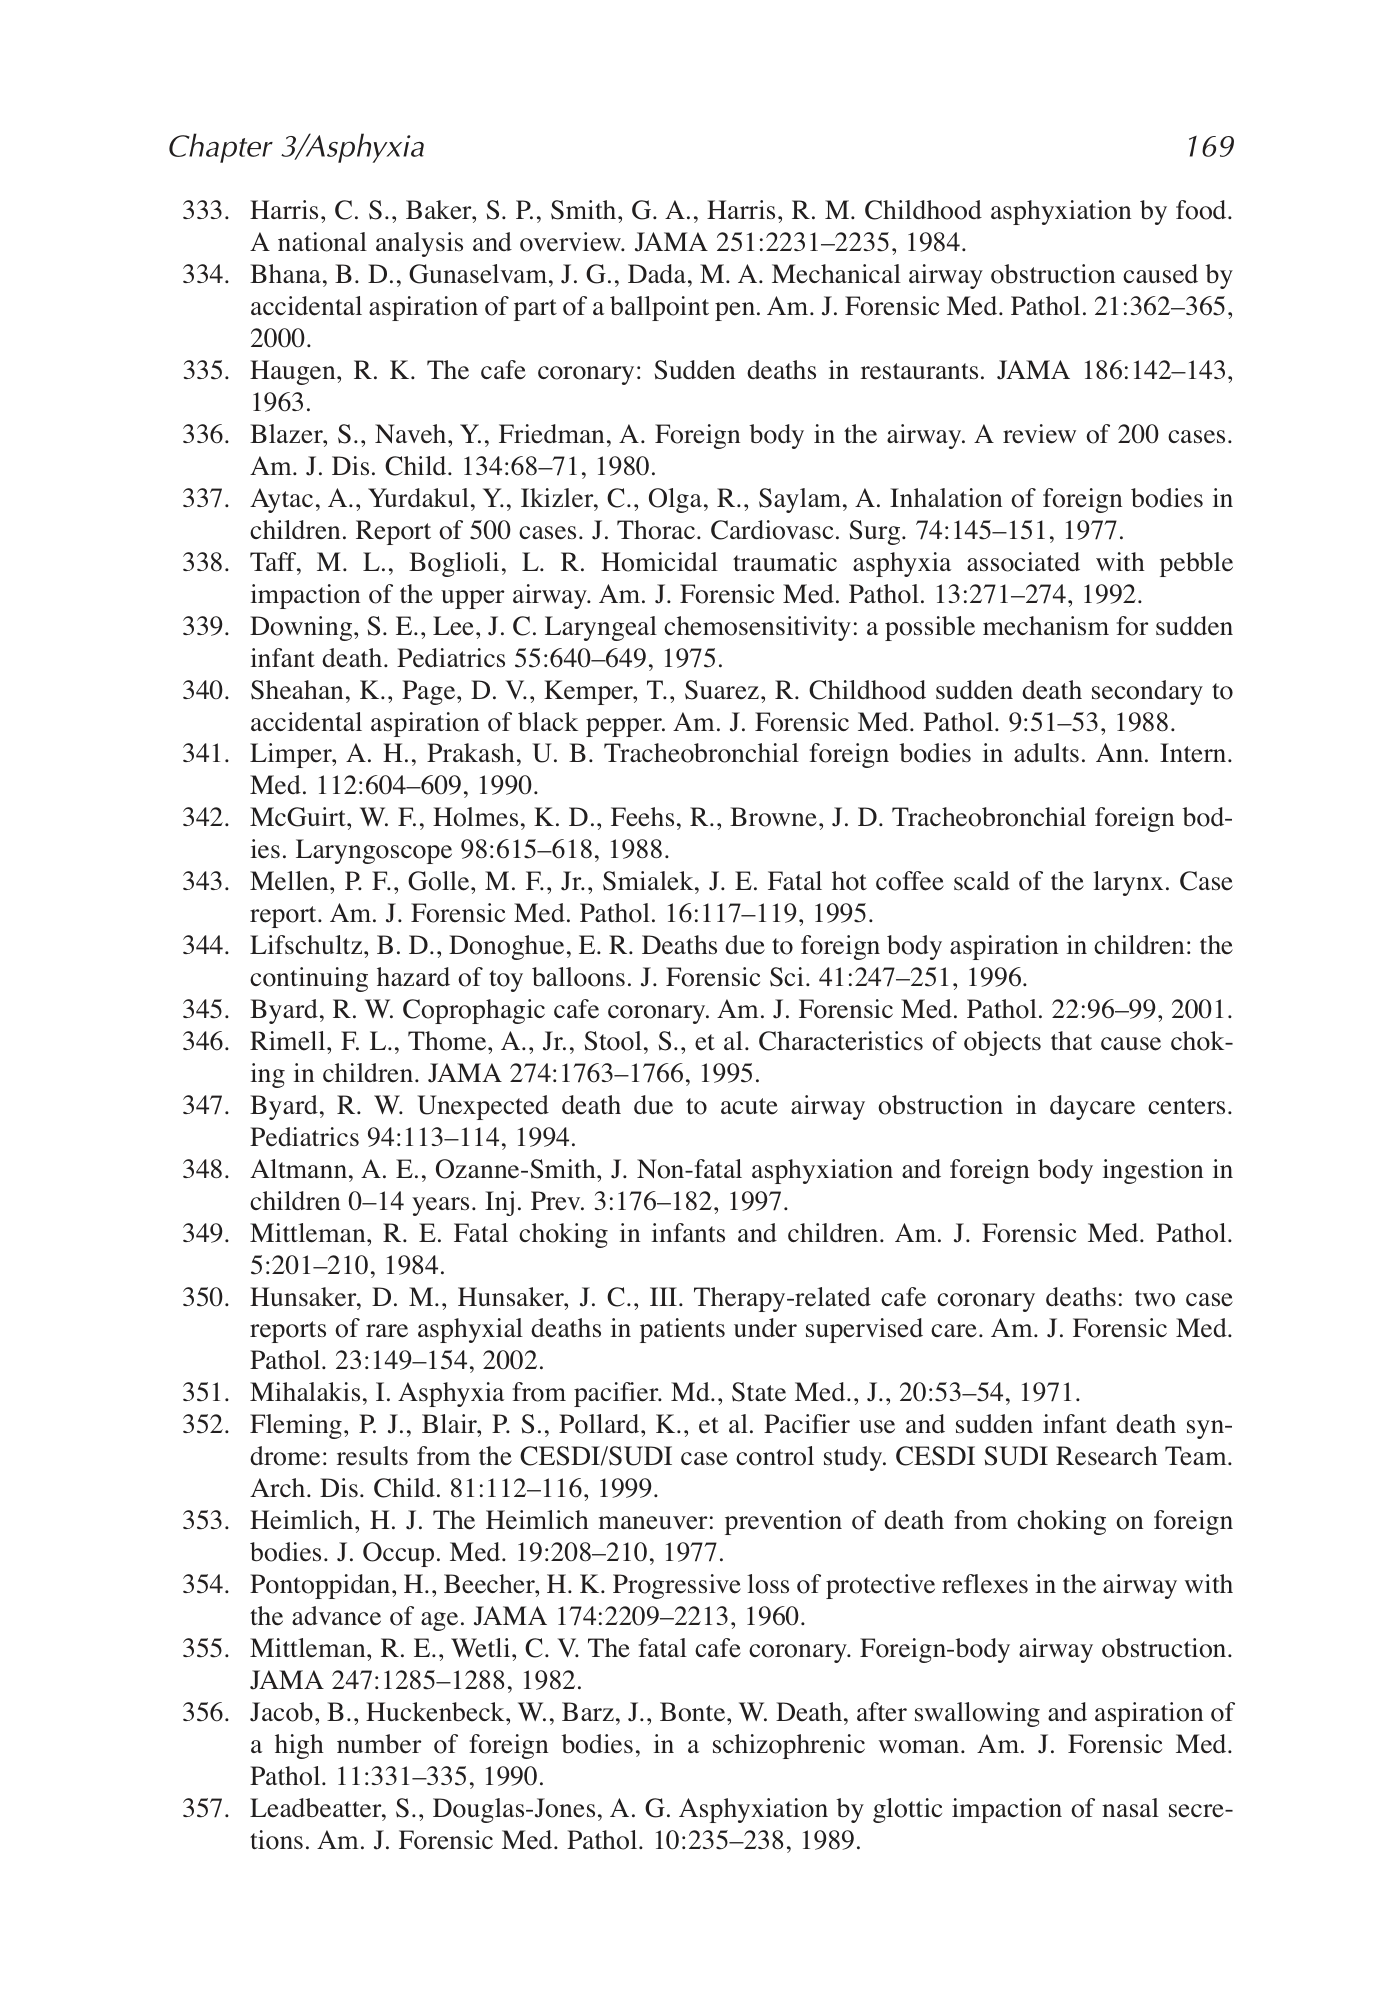 Chapter 3/Asphyxia 169
333. Harris, C. S., Baker, S. P., Smith, G. A., Harris, R. M. Childhood asphyxiation by food.
A national analysis and overview. JAMA 251:2231–2235, 1984.
334. Bhana, B. D., Gunaselvam, J. G., Dada, M. A. Mechanical airway obstruction caused by
accidental aspiration of part of a ballpoint pen. Am. J. Forensic Med. Pathol. 21:362–365,
2000.
335. Haugen, R. K. The cafe coronary: Sudden deaths in restaurants. JAMA 186:142–143,
1963.
336. Blazer, S., Naveh, Y., Friedman, A. Foreign body in the airway. A review of 200 cases.
Am. J. Dis. Child. 134:68–71, 1980.
337. Aytac, A., Yurdakul, Y., Ikizler, C., Olga, R., Saylam, A. Inhalation of foreign bodies in
children. Report of 500 cases. J. Thorac. Cardiovasc. Surg. 74:145–151, 1977.
338. Taff, M. L., Boglioli, L. R. Homicidal traumatic asphyxia associated with pebble
impaction of the upper airway. Am. J. Forensic Med. Pathol. 13:271–274, 1992.
339. Downing, S. E., Lee, J. C. Laryngeal chemosensitivity: a possible mechanism for sudden
infant death. Pediatrics 55:640–649, 1975.
340. Sheahan, K., Page, D. V., Kemper, T., Suarez, R. Childhood sudden death secondary to
accidental aspiration of black pepper. Am. J. Forensic Med. Pathol. 9:51–53, 1988.
341. Limper, A. H., Prakash, U. B. Tracheobronchial foreign bodies in adults. Ann. Intern.
Med. 112:604–609, 1990.
342. McGuirt, W. F., Holmes, K. D., Feehs, R., Browne, J. D. Tracheobronchial foreign bod-
ies. Laryngoscope 98:615–618, 1988.
343. Mellen, P. F., Golle, M. F., Jr., Smialek, J. E. Fatal hot coffee scald of the larynx. Case
report. Am. J. Forensic Med. Pathol. 16:117–119, 1995.
344. Lifschultz, B. D., Donoghue, E. R. Deaths due to foreign body aspiration in children: the
continuing hazard of toy balloons. J. Forensic Sci. 41:247–251, 1996.
345. Byard, R. W. Coprophagic cafe coronary. Am. J. Forensic Med. Pathol. 22:96–99, 2001.
346. Rimell, F. L., Thome, A., Jr., Stool, S., et al. Characteristics of objects that cause chok-
ing in children. JAMA 274:1763–1766, 1995.
347. Byard, R. W. Unexpected death due to acute airway obstruction in daycare centers.
Pediatrics 94:113–114, 1994.
348. Altmann, A. E., Ozanne-Smith, J. Non-fatal asphyxiation and foreign body ingestion in
children 0–14 years. Inj. Prev. 3:176–182, 1997.
349. Mittleman, R. E. Fatal choking in infants and children. Am. J. Forensic Med. Pathol.
5:201–210, 1984.
350. Hunsaker, D. M., Hunsaker, J. C., III. Therapy-related cafe coronary deaths: two case
reports of rare asphyxial deaths in patients under supervised care. Am. J. Forensic Med.
Pathol. 23:149–154, 2002.
351. Mihalakis, I. Asphyxia from pacifier. Md., State Med., J., 20:53–54, 1971.
352. Fleming, P. J., Blair, P. S., Pollard, K., et al. Pacifier use and sudden infant death syn-
drome: results from the CESDI/SUDI case control study. CESDI SUDI Research Team.
Arch. Dis. Child. 81:112–116, 1999.
353. Heimlich, H. J. The Heimlich maneuver: prevention of death from choking on foreign
bodies. J. Occup. Med. 19:208–210, 1977.
354. Pontoppidan, H., Beecher, H. K. Progressive loss of protective reflexes in the airway with
the advance of age. JAMA 174:2209–2213, 1960.
355. Mittleman, R. E., Wetli, C. V. The fatal cafe coronary. Foreign-body airway obstruction.
JAMA 247:1285–1288, 1982.
356. Jacob, B., Huckenbeck, W., Barz, J., Bonte, W. Death, after swallowing and aspiration of
a high number of foreign bodies, in a schizophrenic woman. Am. J. Forensic Med.
Pathol. 11:331–335, 1990.
357. Leadbeatter, S., Douglas-Jones, A. G. Asphyxiation by glottic impaction of nasal secre-
tions. Am. J. Forensic Med. Pathol. 10:235–238, 1989.